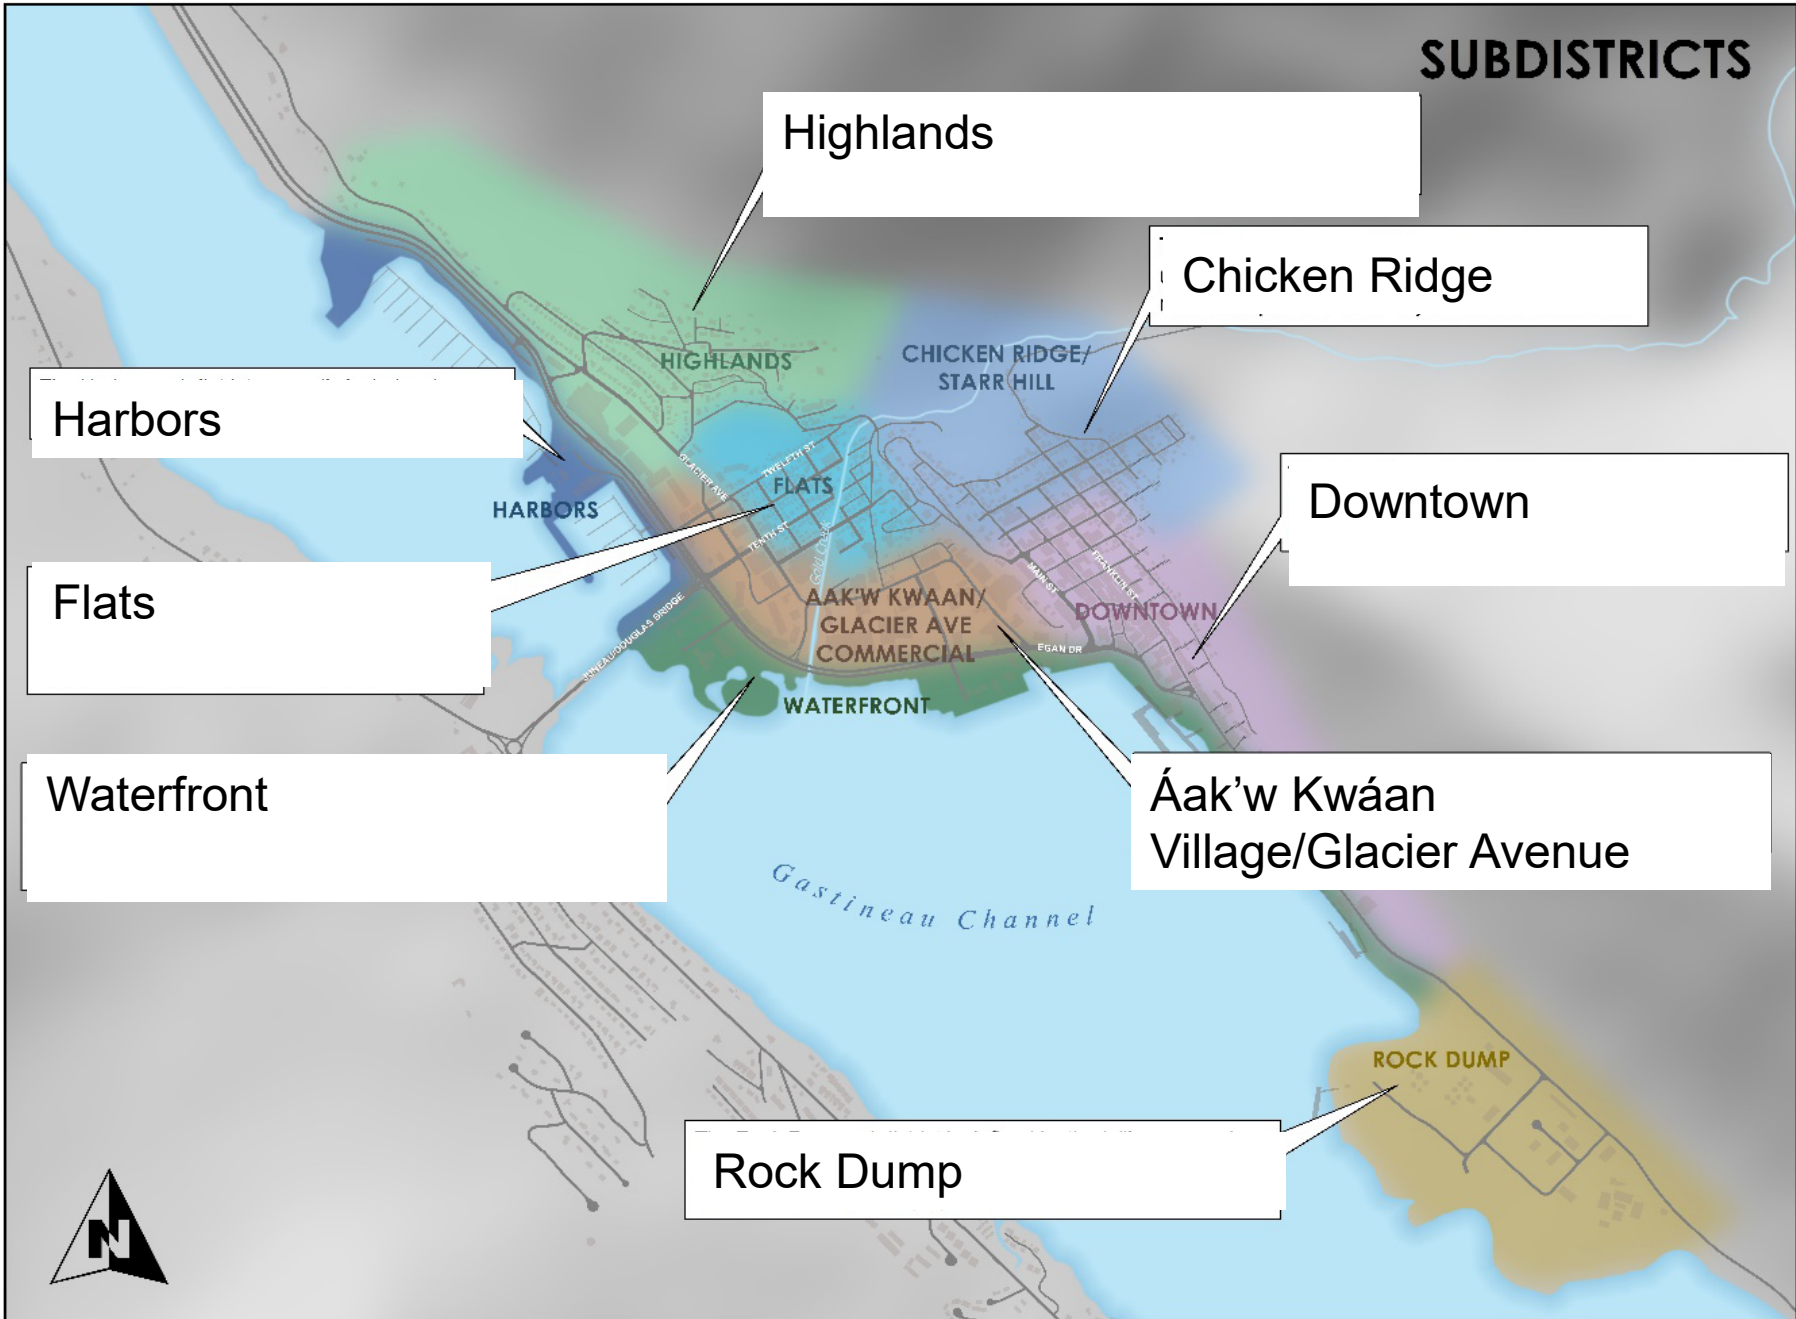 SUBDISTRICTS
Highlands
Chicken Ridge
HIGHLANDS
CHICKEN RIDGE/
STARR HILL
Harbors
Downtown
GLACIER AVE
TWELFTH ST
FLATS
HARBORS
TENTH ST
Gold Creek
Flats
MAIN ST
FRANKLIN ST
AAK'W KWAAN/
GLACIER AVE
COMMERCIAL
DOWNTOWN
JUNEAU/DOUGLAS BRIDGE
EGAN DR
WATERFRONT
Waterfront
Áak’w Kwáan
Village/Glacier Avenue
Gastineau Channel
ROCK DUMP
Rock Dump
N